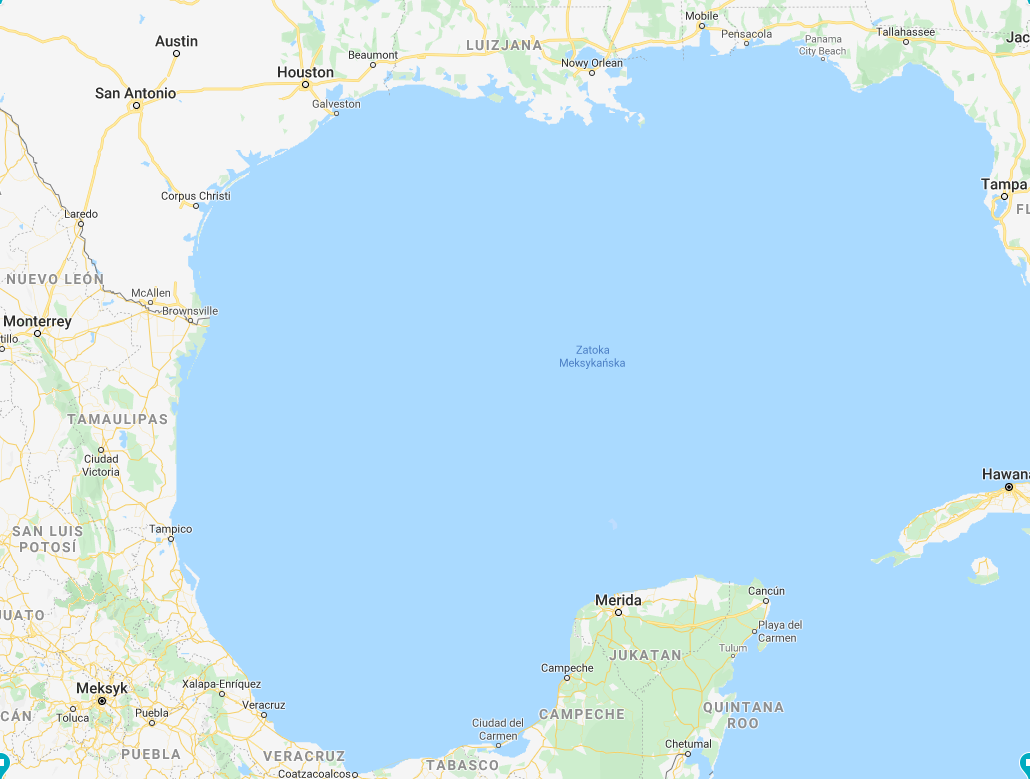 Mobile
Pensacola
Tallahassee
Panama
City Beach
Jac
Austin
LUIZJANA
Beaumont
Nowy Orlean
Houston
San Antonio
Galveston
Tampa
Corpus Christi
FL
Laredo
NUEVO LEÓN
McAllen
Brownsville
Monterrey
tillo
Zatoka
Meksykańska
TAMAULIPAS
Ciudad
Victoria
Hawana
Tampico
SAN LUIS
POTOSÍ
Cancún
Merida
JUATO
Playa del
Carmen
Tulum
JUKATAN
Campeche
Xalapa-Enríquez
Meksyk
Veracruz
QUINTANA
ROO
CÁN
Toluca
Puebla
CAMPECHE
Ciudad del
Carmen
Chetumal
PUEBLA
VERACRUZ
TABASCO
Coatzacoalcos